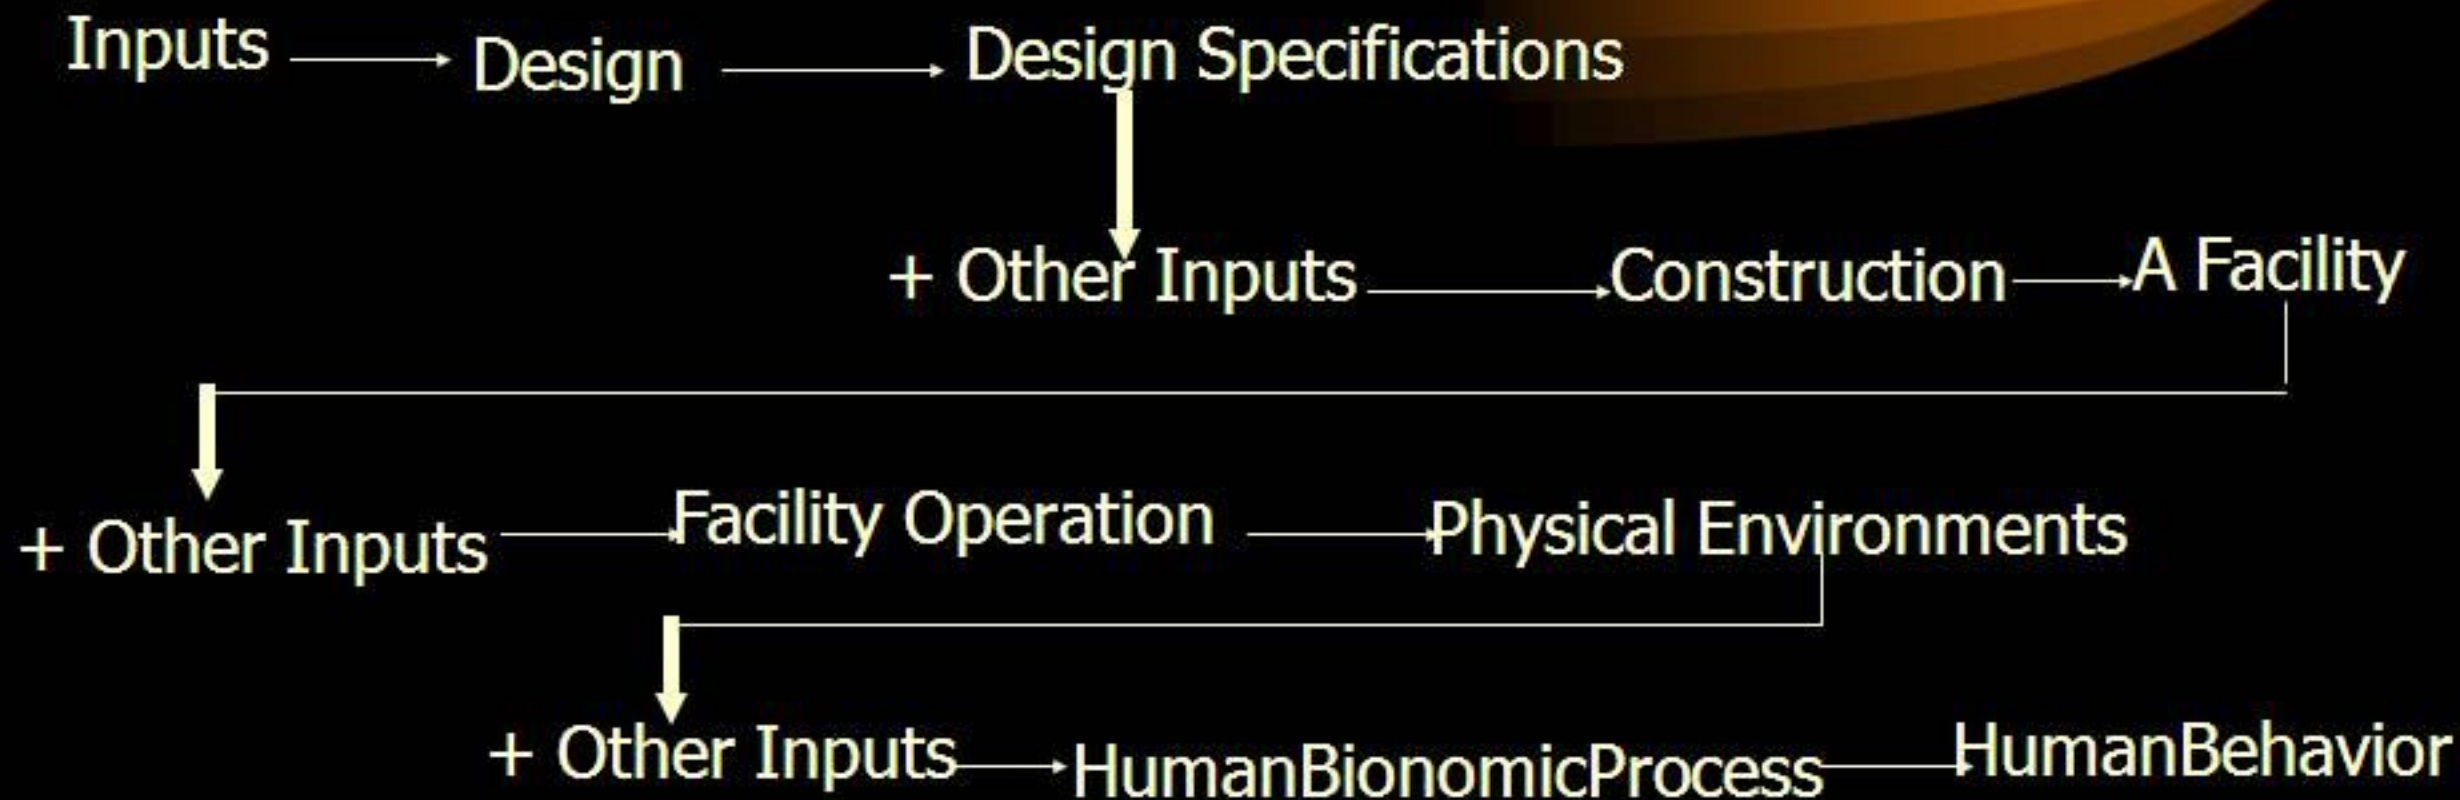 Inputs Design Design Specifications
+ Other Inputs Construction A Facility
+ Other Inputs Facility Operation Physical Environments
+ Other Inputs HumanBionomicProcess HumanBehavior